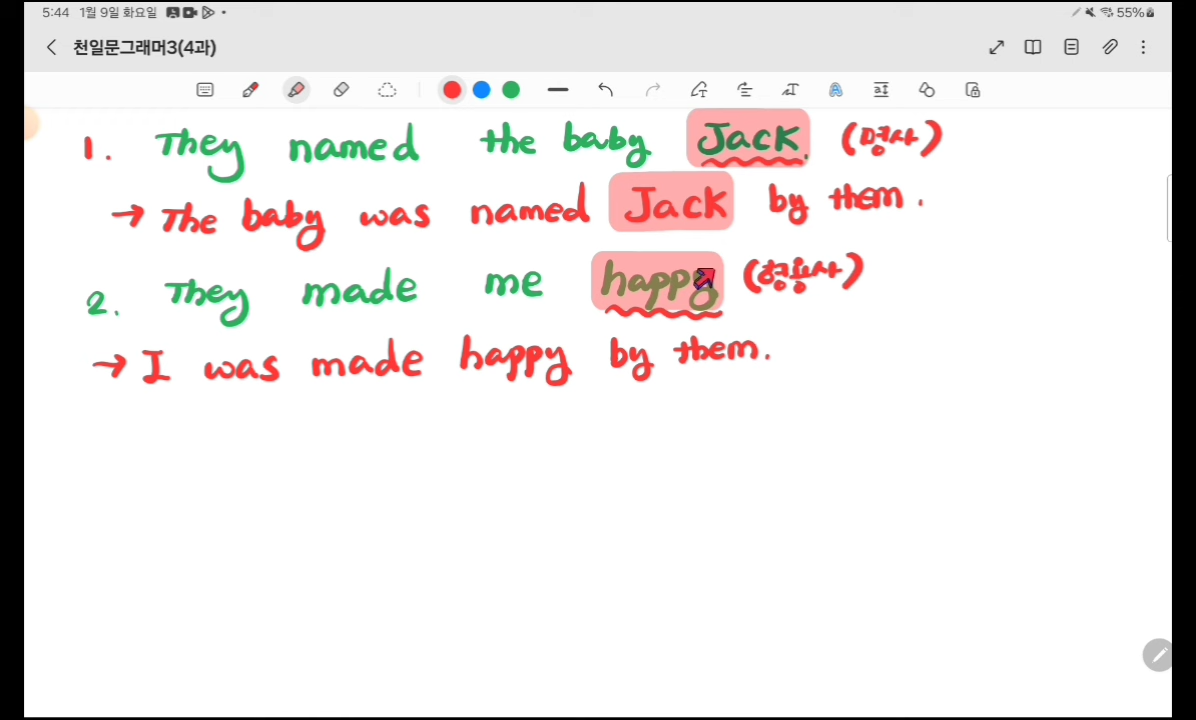 5:44 1월 9일 화요일 55%
천일문그래머3(4과)
1. They named the baby Jack. (명사)
→ The baby was named Jack by them.
2. They made me happy (형용사)
→ I was made happy by them.